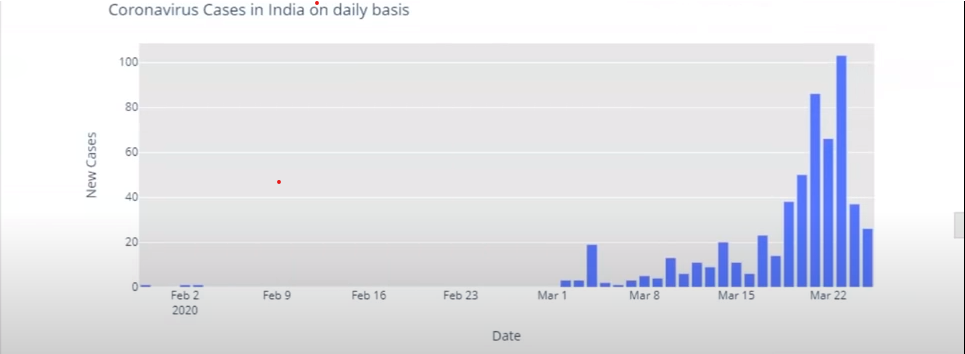 Coronavirus Cases in India on daily basis
100
80
60
40
20
0
New Cases
Feb 2 Feb 9 Feb 16 Feb 23 Mar 1 Mar 8 Mar 15 Mar 22
2020
Date